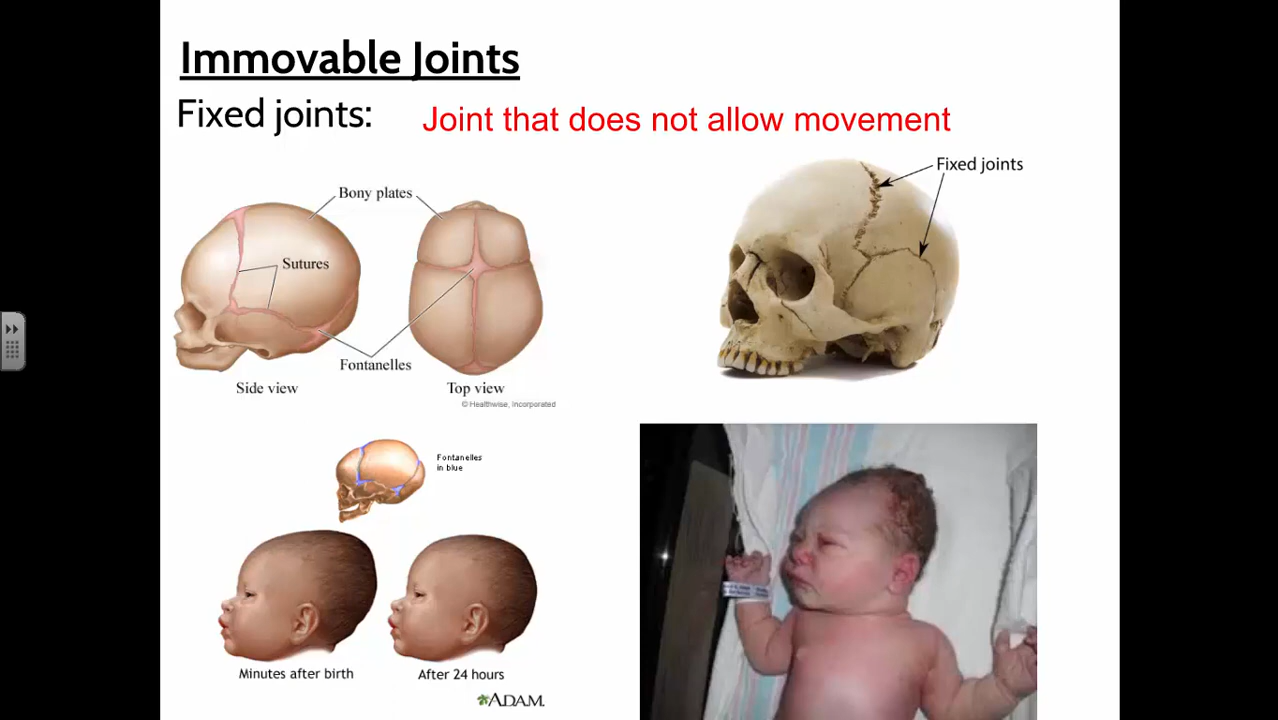 Immovable Joints
Fixed joints: Joint that does not allow movement
Bony plates
Sutures
Fontanelles
Side view
Top view
© Healthwise, Incorporated
Fixed joints
Fontanelles
in blue
Minutes after birth
After 24 hours
ADAM.